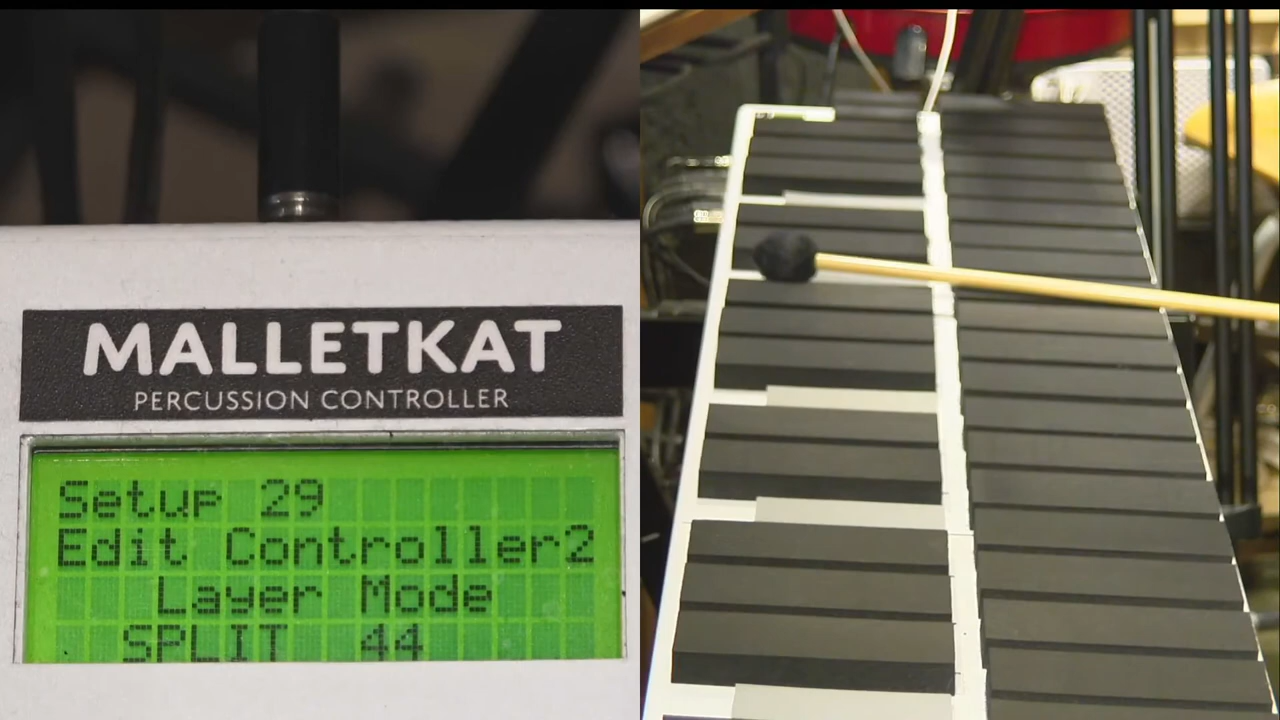 MALLETKAT
PERCUSSION CONTROLLER
Setup 29
Edit Controller2
Layer Mode
SPLIT 44